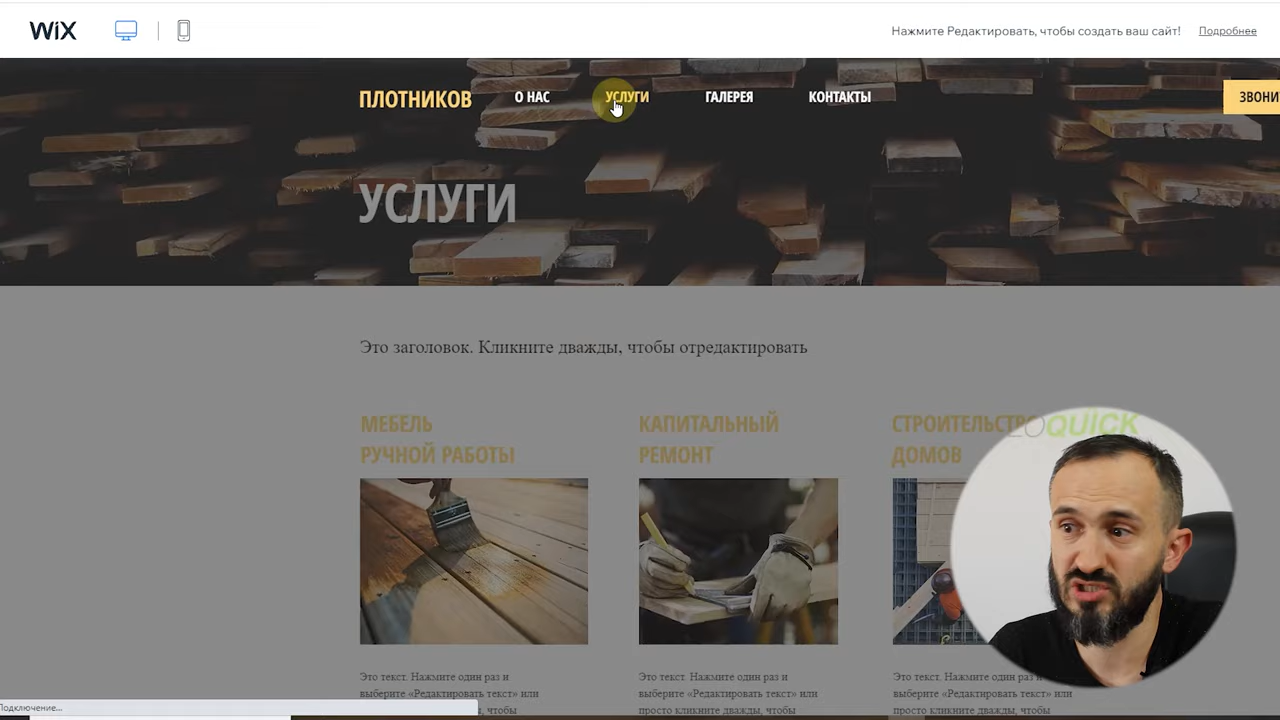 WiX
Нажмите Редактировать, чтобы создать ваш сайт! Подробнее
ПЛОТНИКОВ О НАС УСЛУГИ ГАЛЕРЕЯ КОНТАКТЫ
УСЛУГИ
Это заголовок. Кликните дважды, чтобы отредактировать
МЕБЕЛЬ
РУЧНОЙ РАБОТЫ
КАПИТАЛЬНЫЙ
РЕМОНТ
СТРОИТЕЛЬСТВО
ДОМОВ
QUICK
Это текст. Нажмите один раз и
выберите «Редактировать текст» или
, чтобы
Это текст. Нажмите один раз и
выберите «Редактировать текст» или
просто кликните дважды, чтобы
Это текст. Нажмите один раз и
выберите «Редактировать текст» или
просто кликните дважды, чтобы
Подключение...